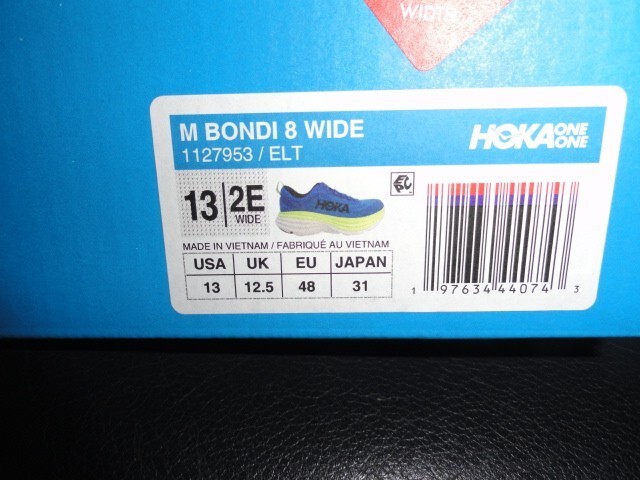 WIDTH
M BONDI 8 WIDE
HOKA ONE ONE
1127953 / ELT
13 2E
WIDE
HOKA
MADE IN VIETNAM / FABRIQUÉ AU VIETNAM
USA UK EU JAPAN
13 12.5 48 31
1 97634 44074 3